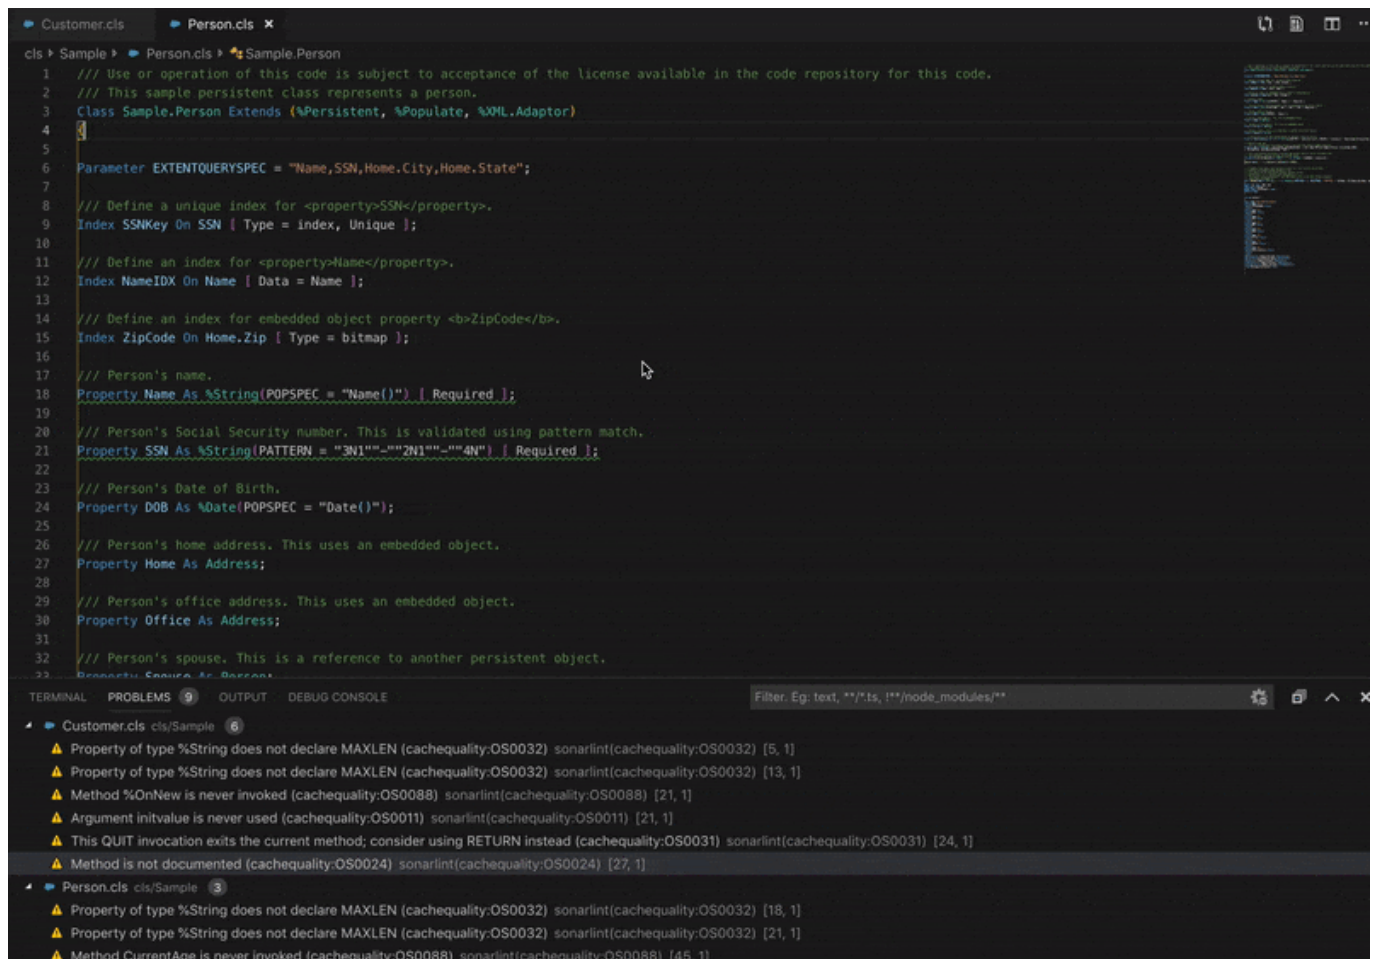 Customer.cls Person.cls ×
cls Sample Person.cls Sample.Person
1 /// Use or operation of this code is subject to acceptance of the license available in the code repository for this code.
2 /// This sample persistent class represents a person.
3 Class Sample.Person Extends (%Persistent, %Populate, %XML.Adaptor)
4 {
5
6 Parameter EXTENTQUERYSPEC = "Name,SSN,Home.City,Home.State";
7
8 /// Define a unique index for <property>SSN</property>.
9 Index SSNKey On SSN [ Type = index, Unique ];
10
11 /// Define an index for <property>Name</property>.
12 Index NameIDX On Name [ Data = Name ];
13
14 /// Define an index for embedded object property <b>ZipCode</b>.
15 Index ZipCode On Home.Zip [ Type = bitmap ];
16
17 /// Person's name.
18 Property Name As %String(POPSPEC = "Name()") [ Required ];
19
20 /// Person's Social Security number. This is validated using pattern match.
21 Property SSN As %String(PATTERN = "3N1""-""2N1""-""4N") [ Required ];
22
23 /// Person's Date of Birth.
24 Property DOB As %Date(POPSPEC = "Date()");
25
26 /// Person's home address. This uses an embedded object.
27 Property Home As Address;
28
29 /// Person's office address. This uses an embedded object.
30 Property Office As Address;
31
32 /// Person's spouse. This is a reference to another persistent object.
33 Property Spouse As Person;
TERMINAL PROBLEMS 9 OUTPUT DEBUG CONSOLE Filter. Eg: text, **/*.ts, !**/node_modules/**
Customer.cls cls/Sample 6
Property of type %String does not declare MAXLEN (cachequality:OS0032) sonarlint(cachequality:OS0032) [5, 1]
Property of type %String does not declare MAXLEN (cachequality:OS0032) sonarlint(cachequality:OS0032) [13, 1]
Method %OnNew is never invoked (cachequality:OS0088) sonarlint(cachequality:OS0088) [21, 1]
Argument initvalue is never used (cachequality:OS0011) sonarlint(cachequality:OS0011) [21, 1]
This QUIT invocation exits the current method; consider using RETURN instead (cachequality:OS0031) sonarlint(cachequality:OS0031) [24, 1]
Method is not documented (cachequality:OS0024) sonarlint(cachequality:OS0024) [27, 1]
Person.cls cls/Sample 3
Property of type %String does not declare MAXLEN (cachequality:OS0032) sonarlint(cachequality:OS0032) [18, 1]
Property of type %String does not declare MAXLEN (cachequality:OS0032) sonarlint(cachequality:OS0032) [21, 1]
Method CurrentAge is never invoked (cachequality:OS0088) sonarlint(cachequality:OS0088) [45, 1]